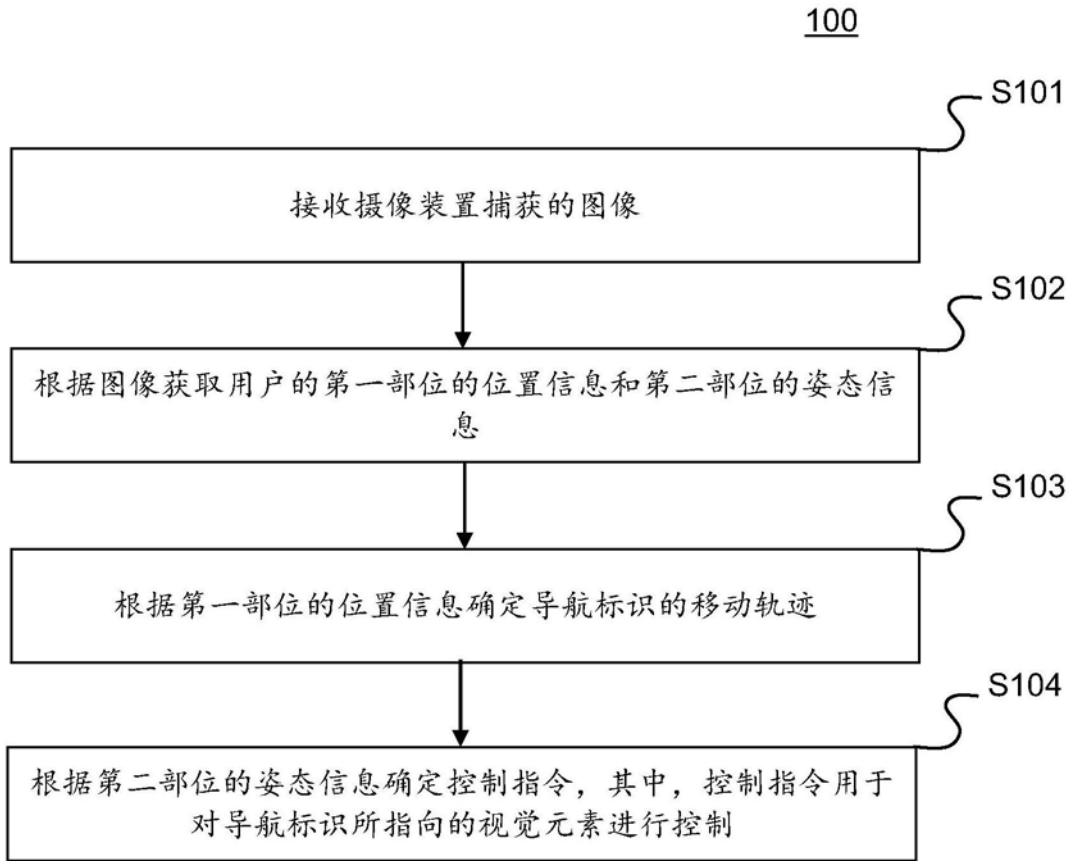 100
S101
接收摄像装置捕获的图像
S102
根据图像获取用户的第一部位的位置信息和第二部位的姿态信
息
S103
根据第一部位的位置信息确定导航标识的移动轨迹
S104
根据第二部位的姿态信息确定控制指令，其中，控制指令用于
对导航标识所指向的视觉元素进行控制